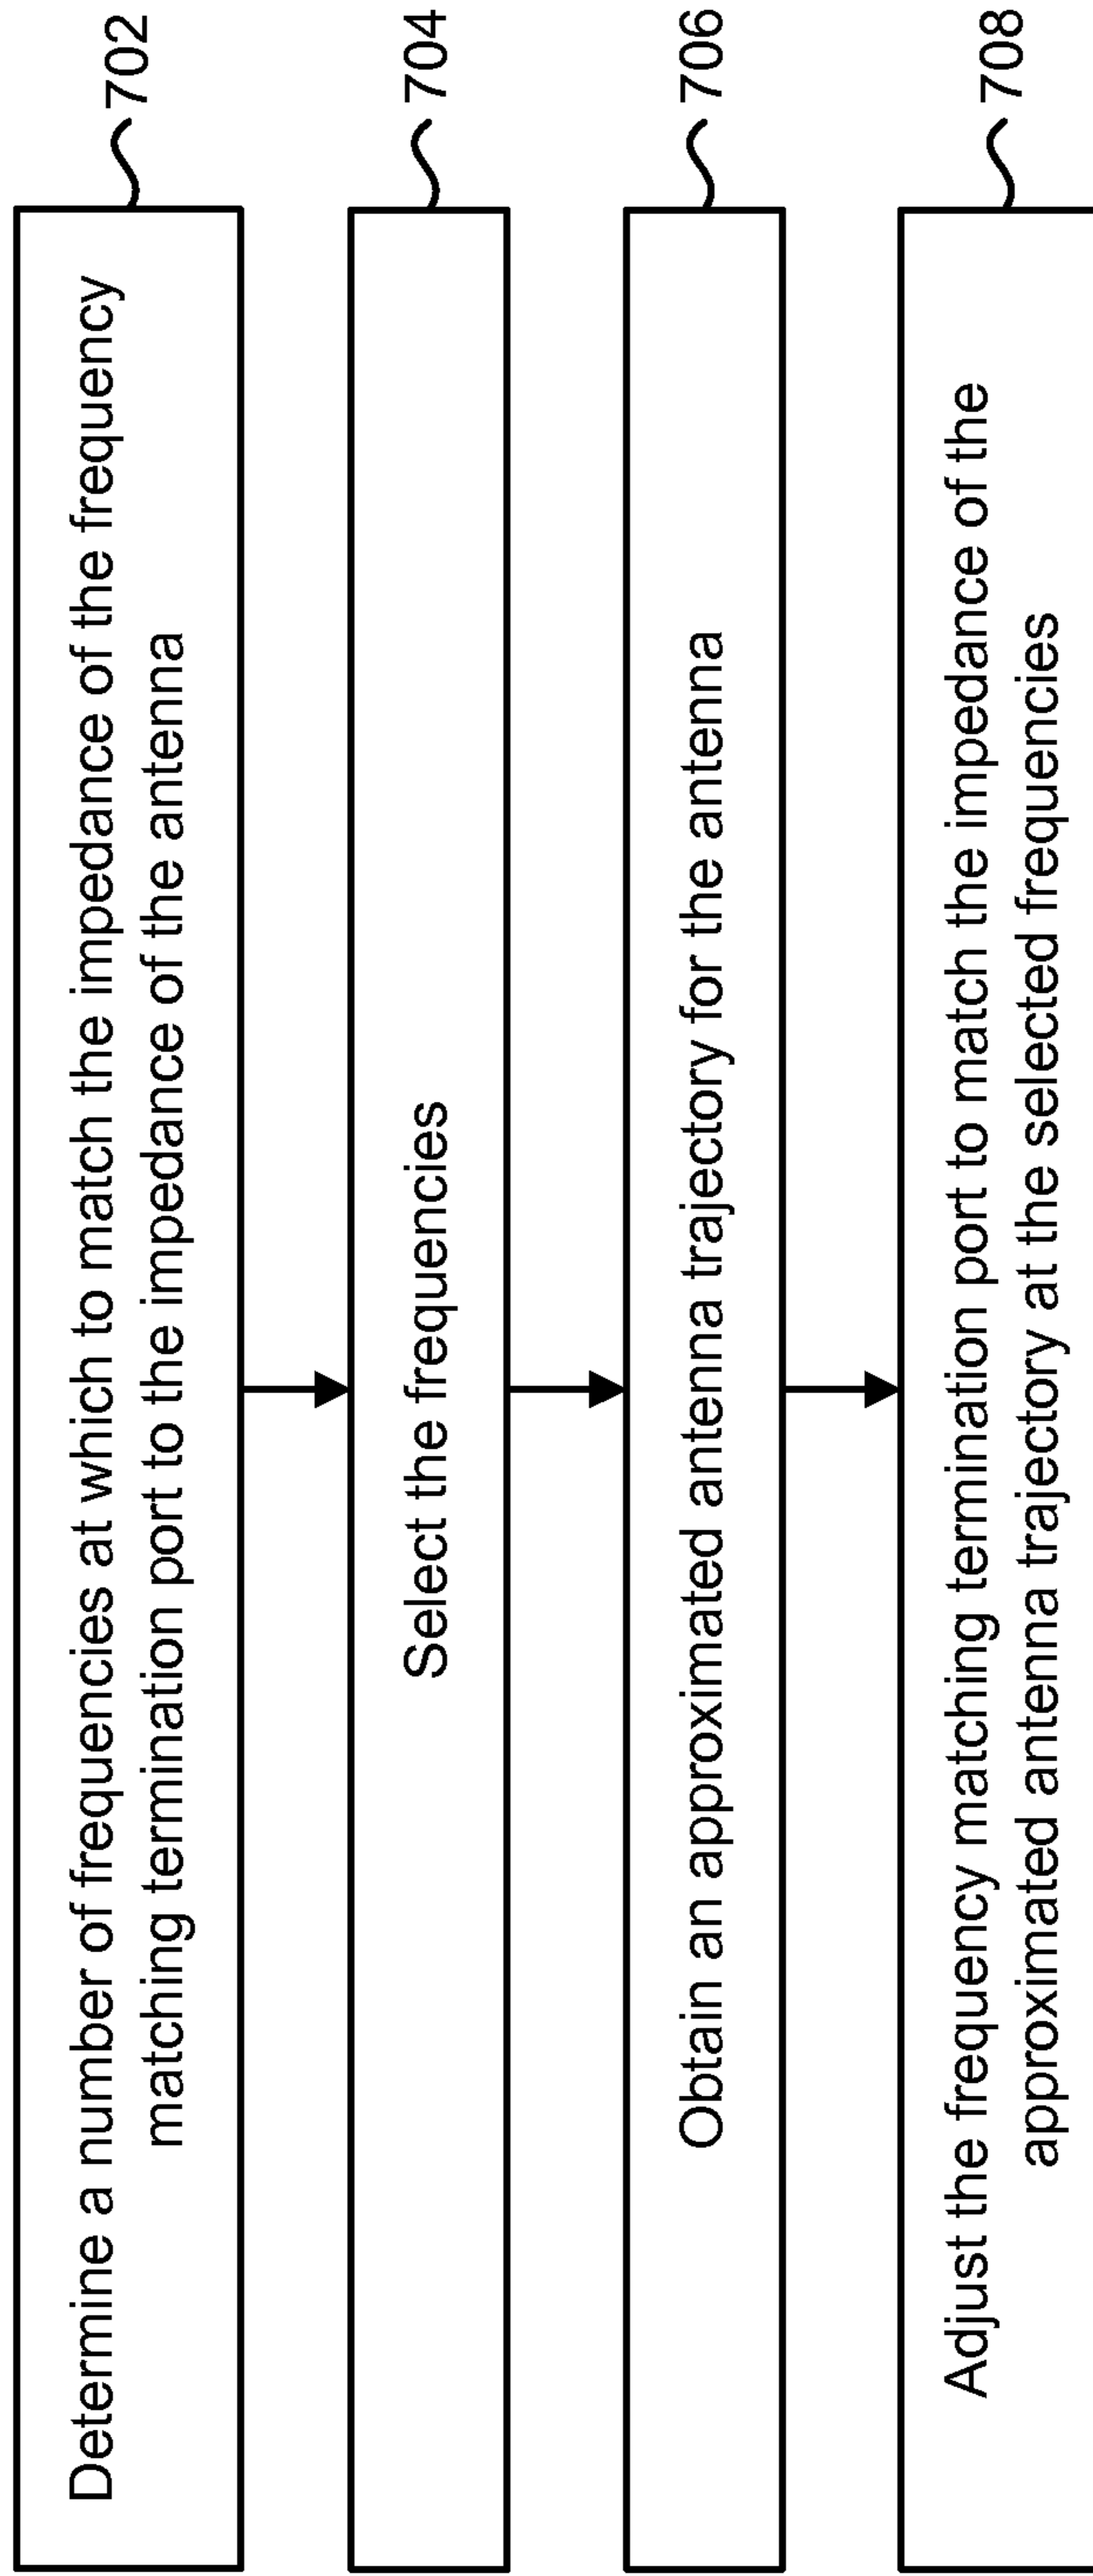 Determine a number of frequencies at which to match the impedance of the frequency
matching termination port to the impedance of the antenna
702
Select the frequencies
704
Obtain an approximated antenna trajectory for the antenna
706
Adjust the frequency matching termination port to match the impedance of the
approximated antenna trajectory at the selected frequencies
708